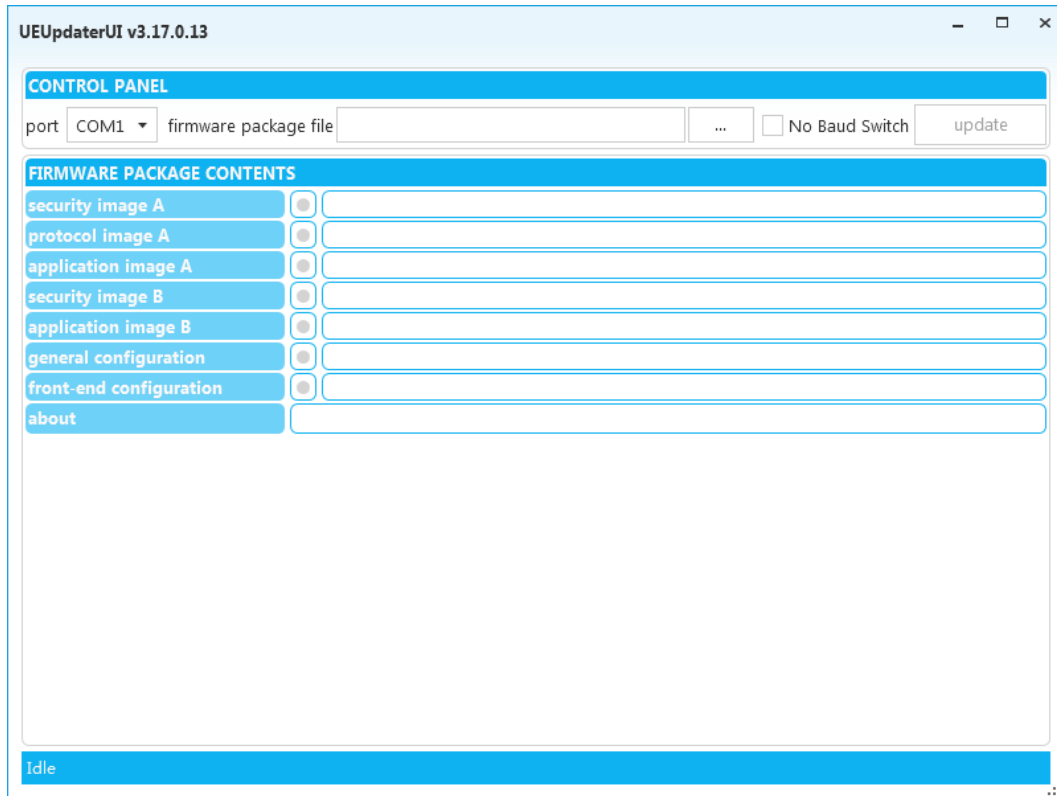 UEUpdaterUI v3.17.0.13
CONTROL PANEL
port COM1 firmware package file ... No Baud Switch update
FIRMWARE PACKAGE CONTENTS
security image A
protocol image A
application image A
security image B
application image B
general configuration
front-end configuration
about
Idle